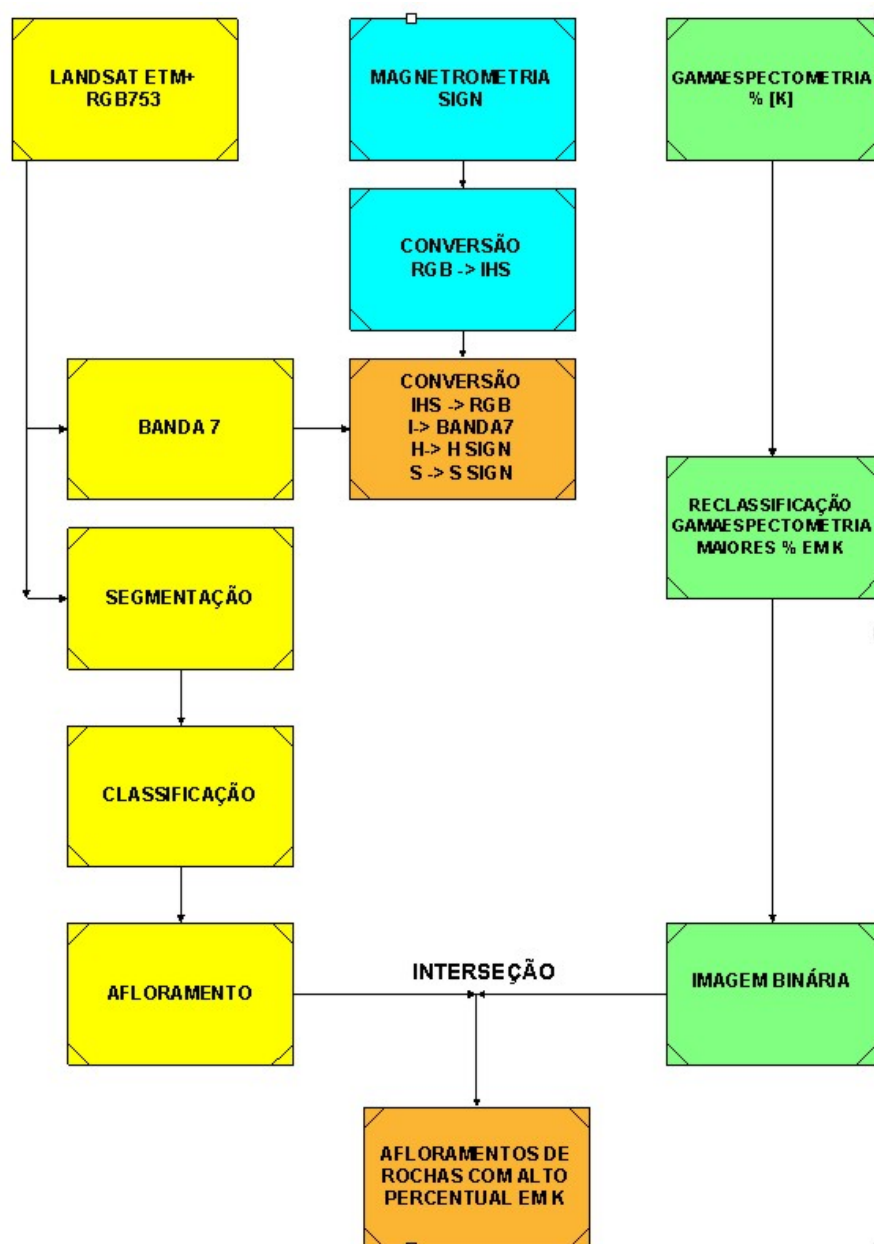 LANDSAT ETM+
RGB753
MAGNETROMETRIA
SIGN
GAMAESPECTOMETRIA
% [K]
CONVERSÃO
RGB -> IHS
BANDA 7
CONVERSÃO
IHS -> RGB
I-> BANDA7
H-> H SIGN
S -> S SIGN
RECLASSIFICAÇÃO
GAMAESPECTOMETRIA
MAIORES % EM K
SEGMENTAÇÃO
CLASSIFICAÇÃO
AFLORAMENTO
INTERSEÇÃO
IMAGEM BINÁRIA
AFLORAMENTOS DE
ROCHAS COM ALTO
PERCENTUAL EM K